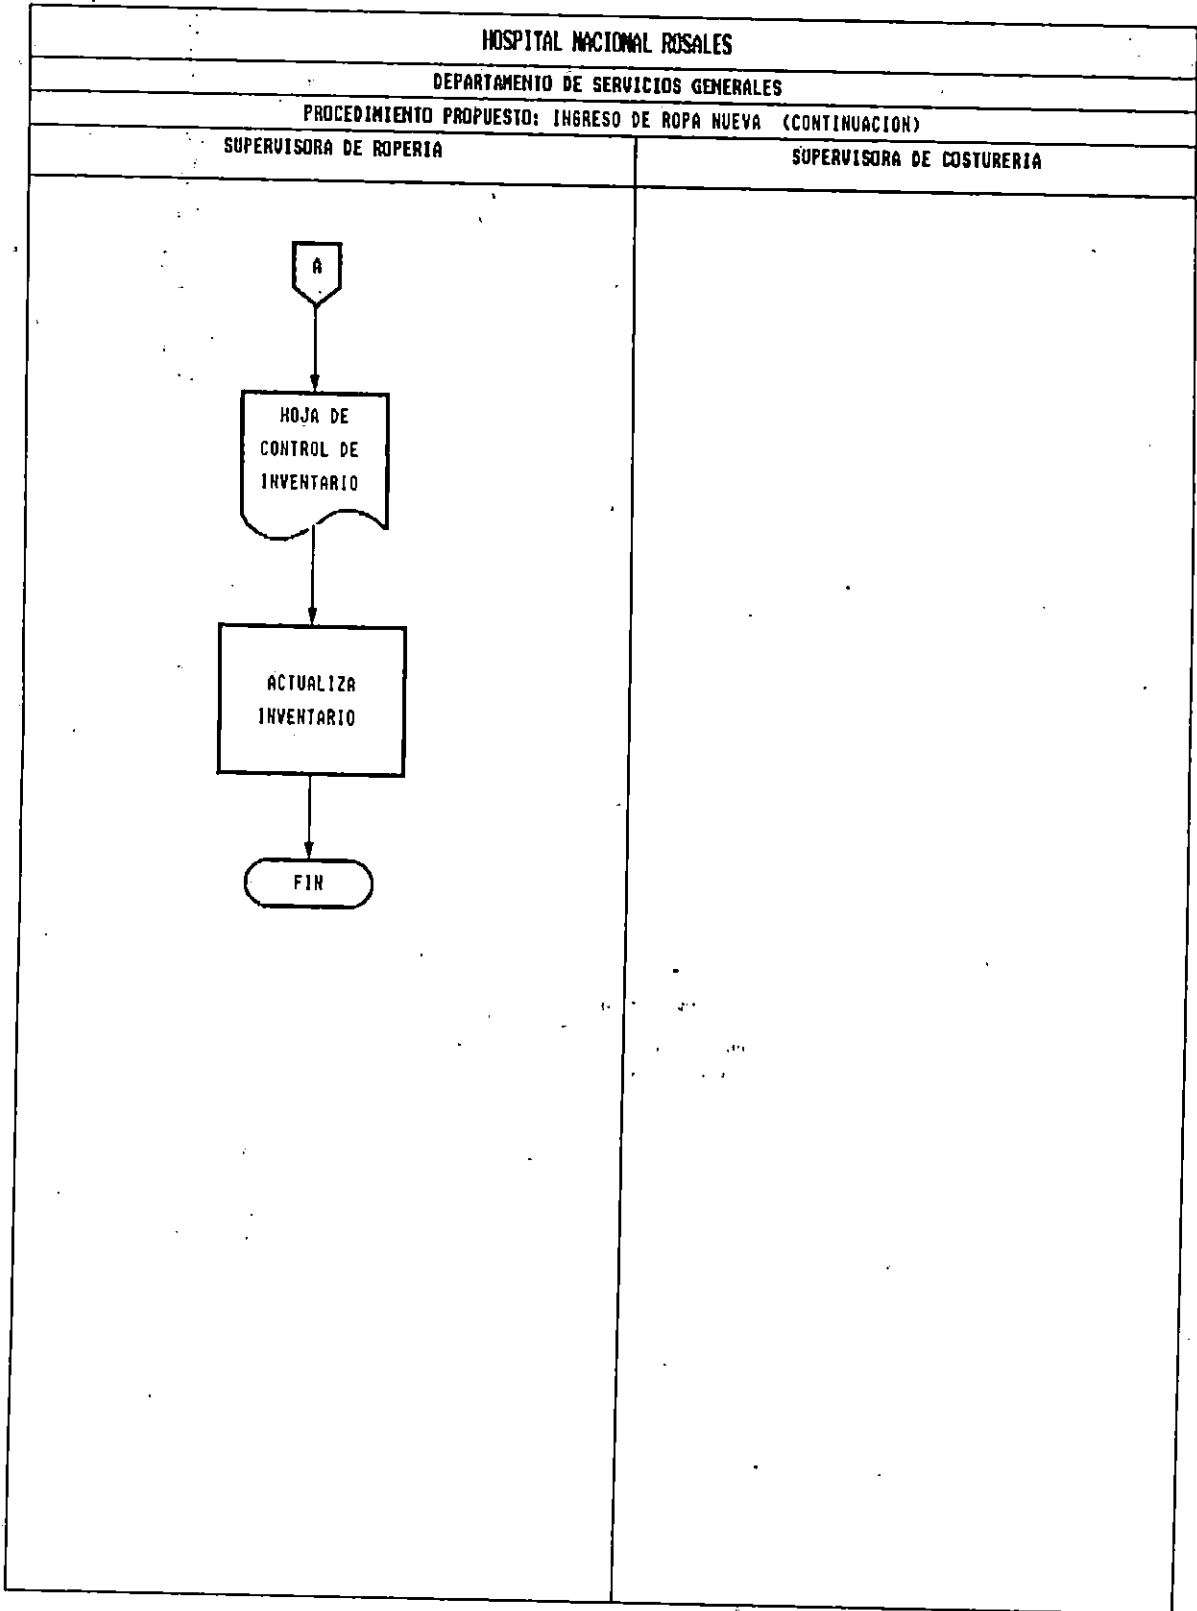 HOSPITAL NACIONAL ROSALES
DEPARTAMENTO DE SERVICIOS GENERALES
PROCEDIMIENTO PROPUESTO: INGRESO DE ROPA NUEVA (CONTINUACION)
SUPERVISORA DE ROPERIA
SUPERVISORA DE COSTURERIA
A
HOJA DE
CONTROL DE
INVENTARIO
ACTUALIZA
INVENTARIO
FIN